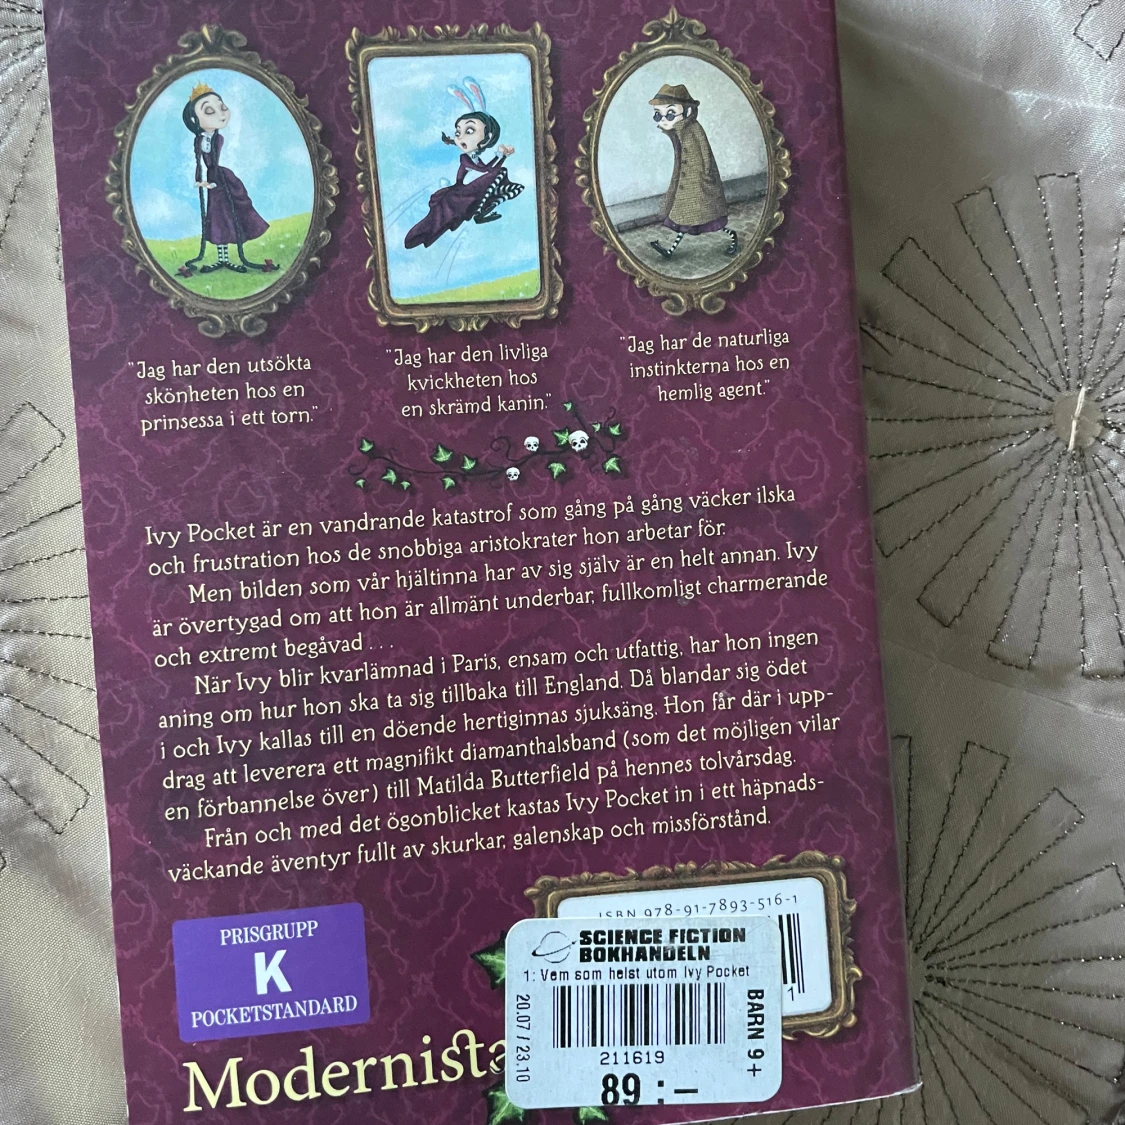 "Jag har den utsökta
skönheten hos en
prinsessa i ett torn."
"Jag har den livliga
kvickheten hos
en skrämd kanin."
"Jag har de naturliga
instinkterna hos en
hemlig agent."
Ivy Pocket är en vandrande katastrof som gång på gång väcker ilska
och frustration hos de snobbiga aristokrater hon arbetar för.
Men bilden som vår hjältinna har av sig själv är en helt annan. Ivy
är övertygad om att hon är allmänt underbar, fullkomligt charmerande
och extremt begåvad . . .
När Ivy blir kvarlämnad i Paris, ensam och utfattig, har hon ingen
aning om hur hon ska ta sig tillbaka till England. Då blandar sig ödet
i och Ivy kallas till en döende hertiginnas sjuksäng. Hon får där i upp-
drag att leverera ett magnifikt diamanthalsband (som det möjligen vilar
en förbannelse över) till Matilda Butterfield på hennes tolvårsdag.
Från och med det ögonblicket kastas Ivy Pocket in i ett häpnads-
väckande äventyr fullt av skurkar, galenskap och missförstånd.
PRISGRUPP
K
POCKETSTANDARD
Modernista
ISBN 978-91-7893-516-1
1
SCIENCE FICTION
BOKHANDELN
1: Vem som helst utom Ivy Pocket
20.07 / 23.10
BARN 9+
211619
89 :-